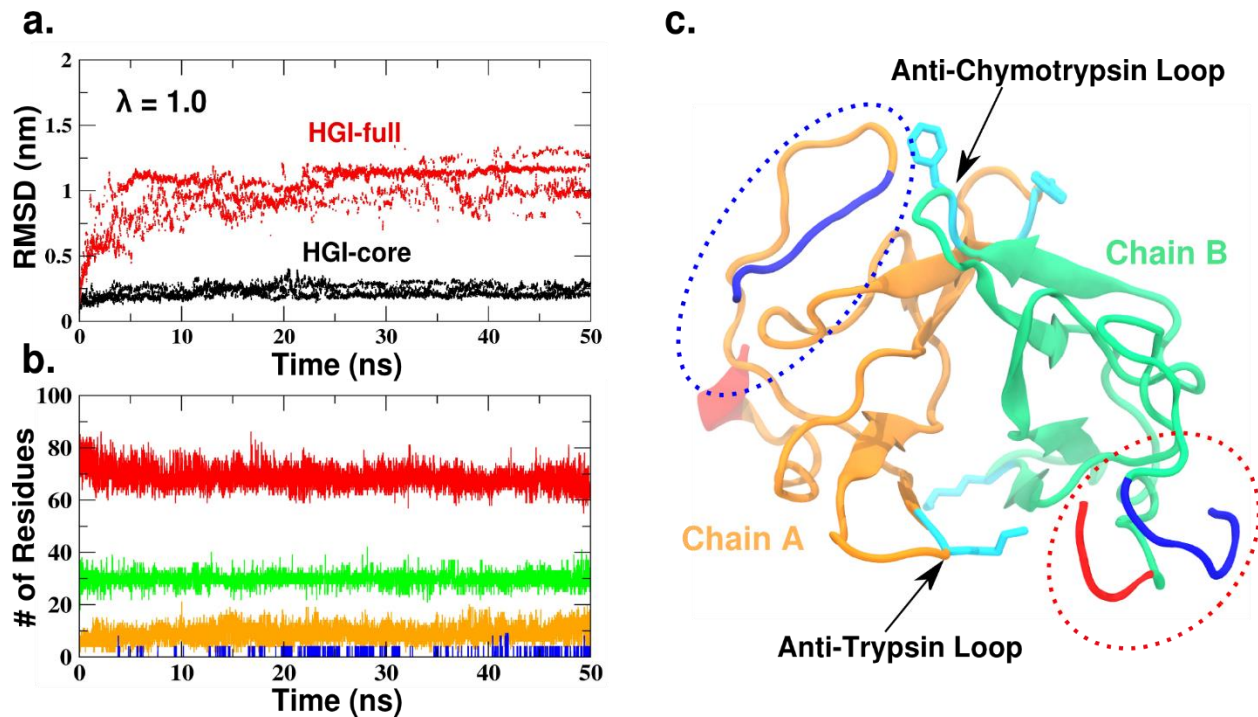 a.
RMSD (nm)
2
1.5
1
0.5
0
λ = 1.0
HGI-full
HGI-core
0 10 20 30 40 50
Time (ns)
b.
# of Residues
100
80
60
40
20
0
0 10 20 30 40 50
Time (ns)
c.
Anti-Chymotrypsin Loop
Chain B
Chain A
Anti-Trypsin Loop